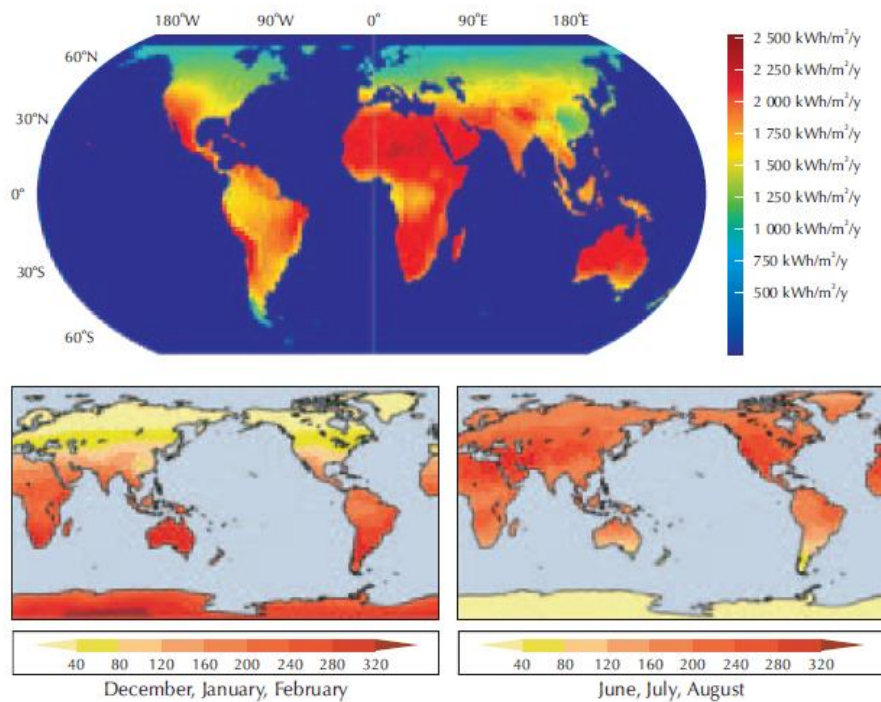 180°W 90°W 0° 90°E 180°E
60°N
30°N
0°
30°S
60°S
2 500 kWh/m²/y
2 250 kWh/m²/y
2 000 kWh/m²/y
1 750 kWh/m²/y
1 500 kWh/m²/y
1 250 kWh/m²/y
1 000 kWh/m²/y
750 kWh/m²/y
500 kWh/m²/y
40 80 120 160 200 240 280 320
December, January, February
40 80 120 160 200 240 280 320
June, July, August